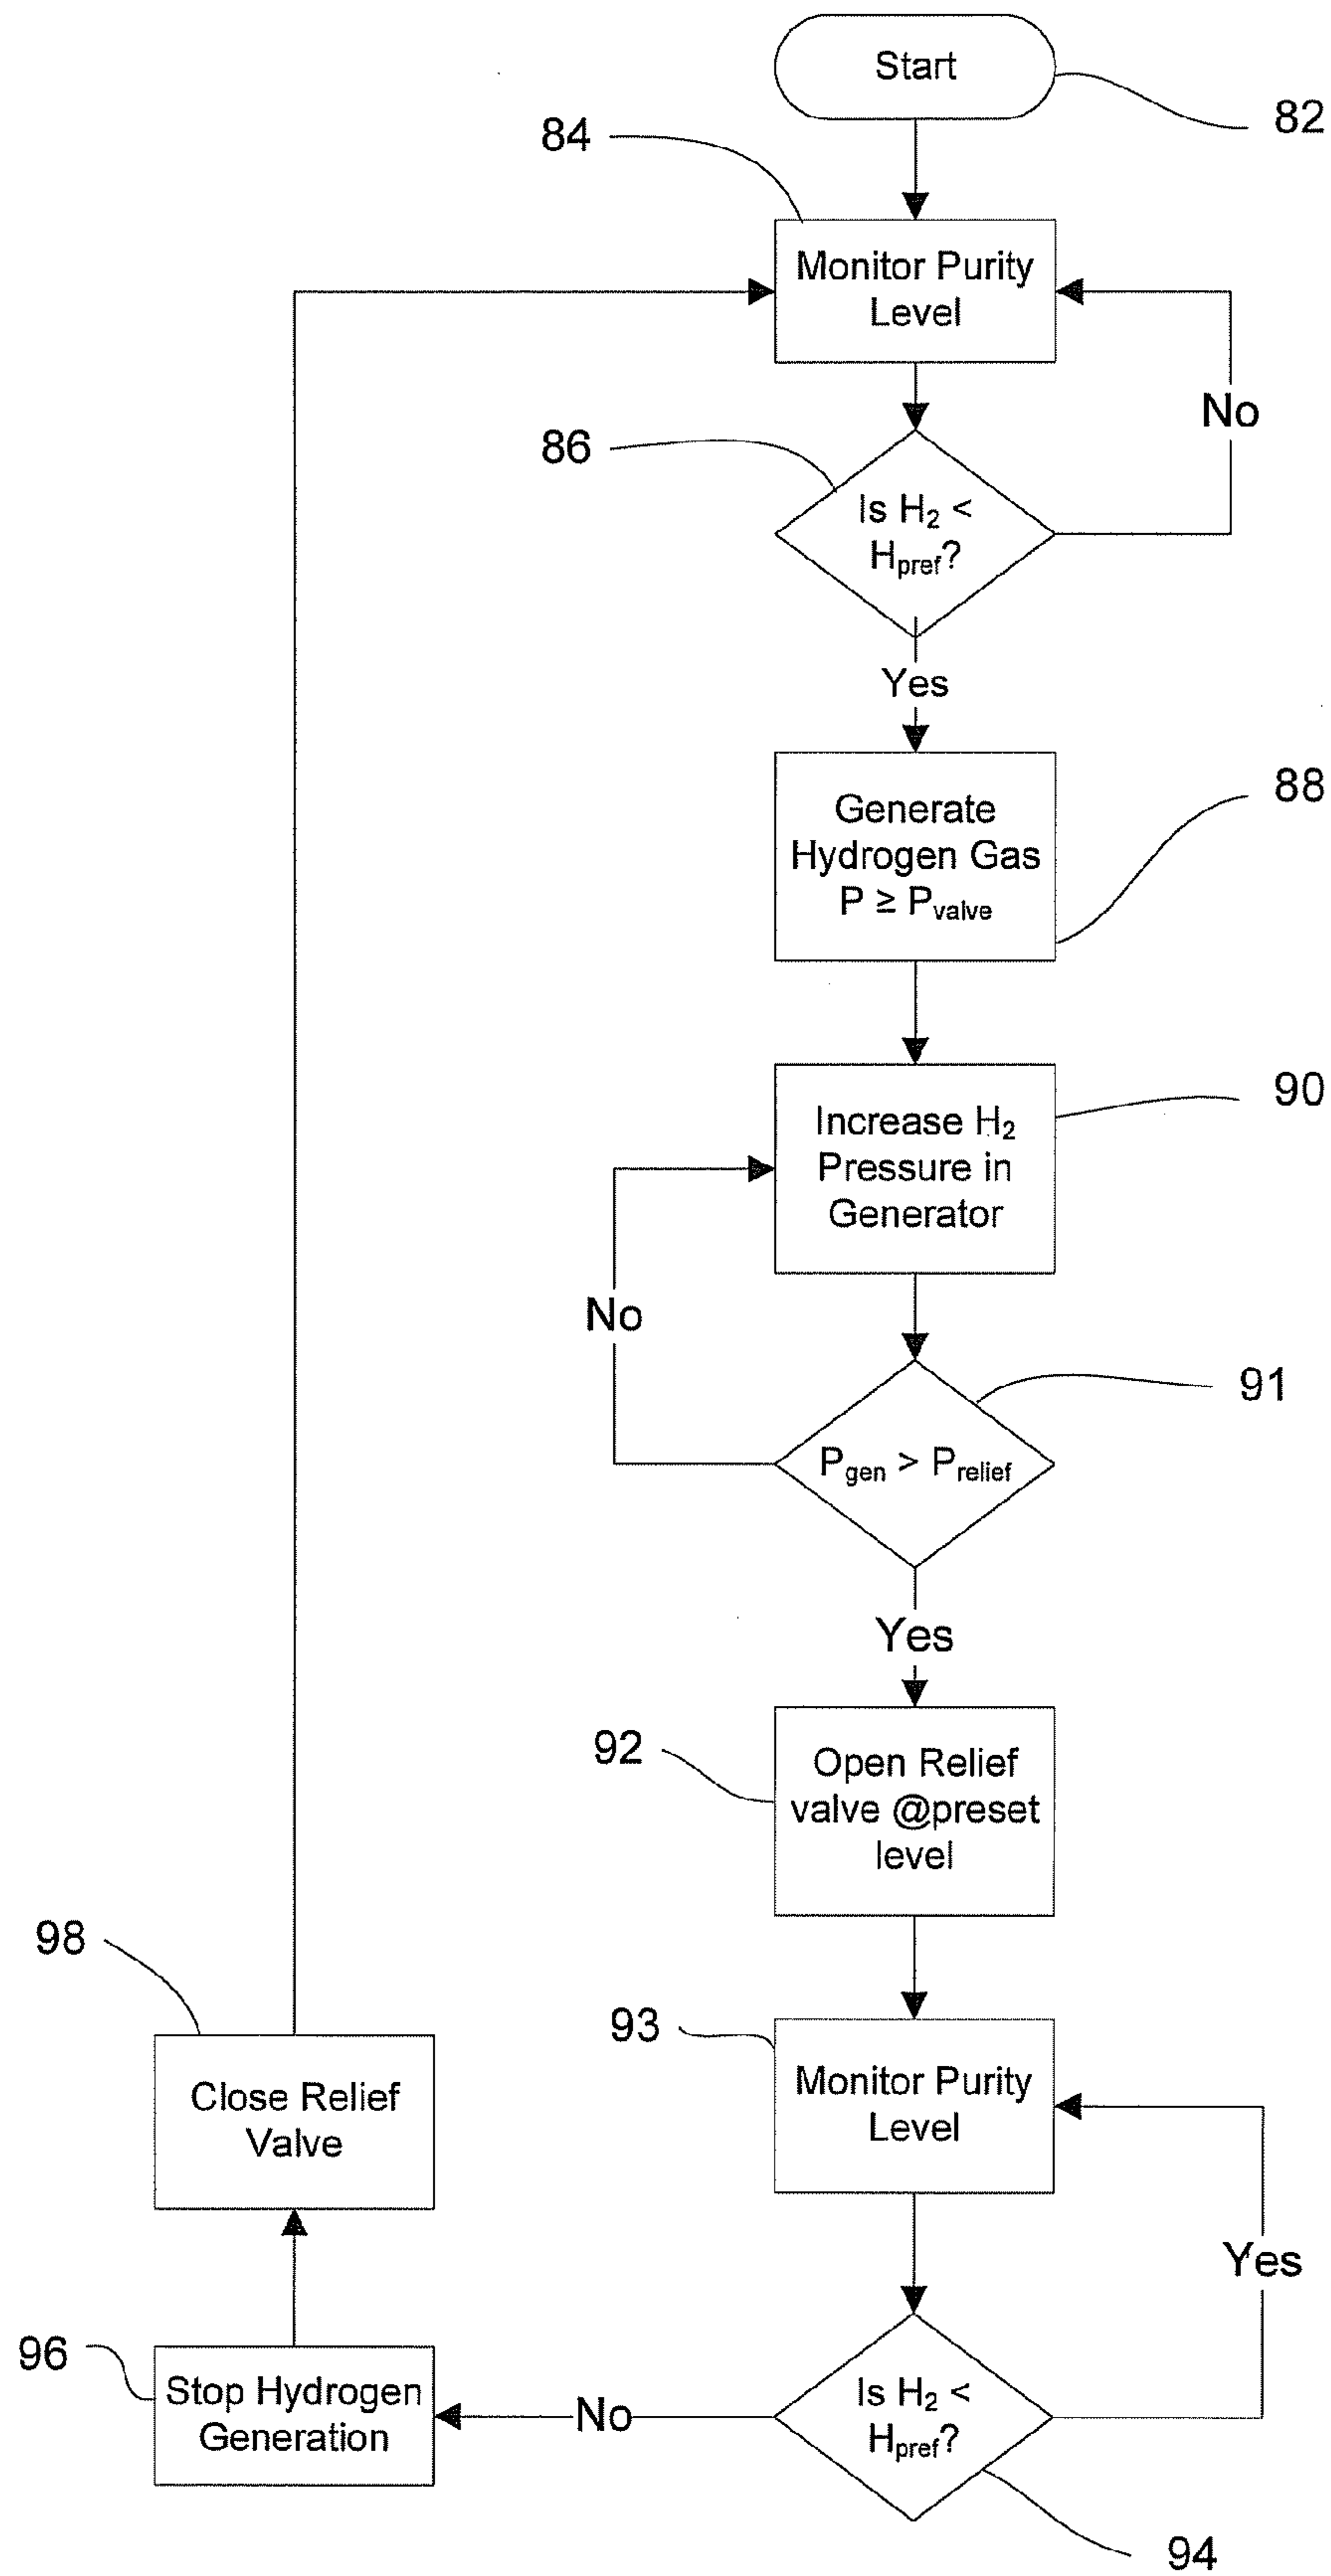 Start
82
84
Monitor Purity
Level
No
86
Is H₂ <
Hpref?
Yes
88
Generate
Hydrogen Gas
P ≥ Pvalve
90
Increase H₂
Pressure in
Generator
No
91
Pgen > Prelief
Yes
92
Open Relief
valve @preset
level
98
93
Monitor Purity
Level
Close Relief
Valve
Yes
96
Stop Hydrogen
Generation
No
Is H₂ <
Hpref?
94